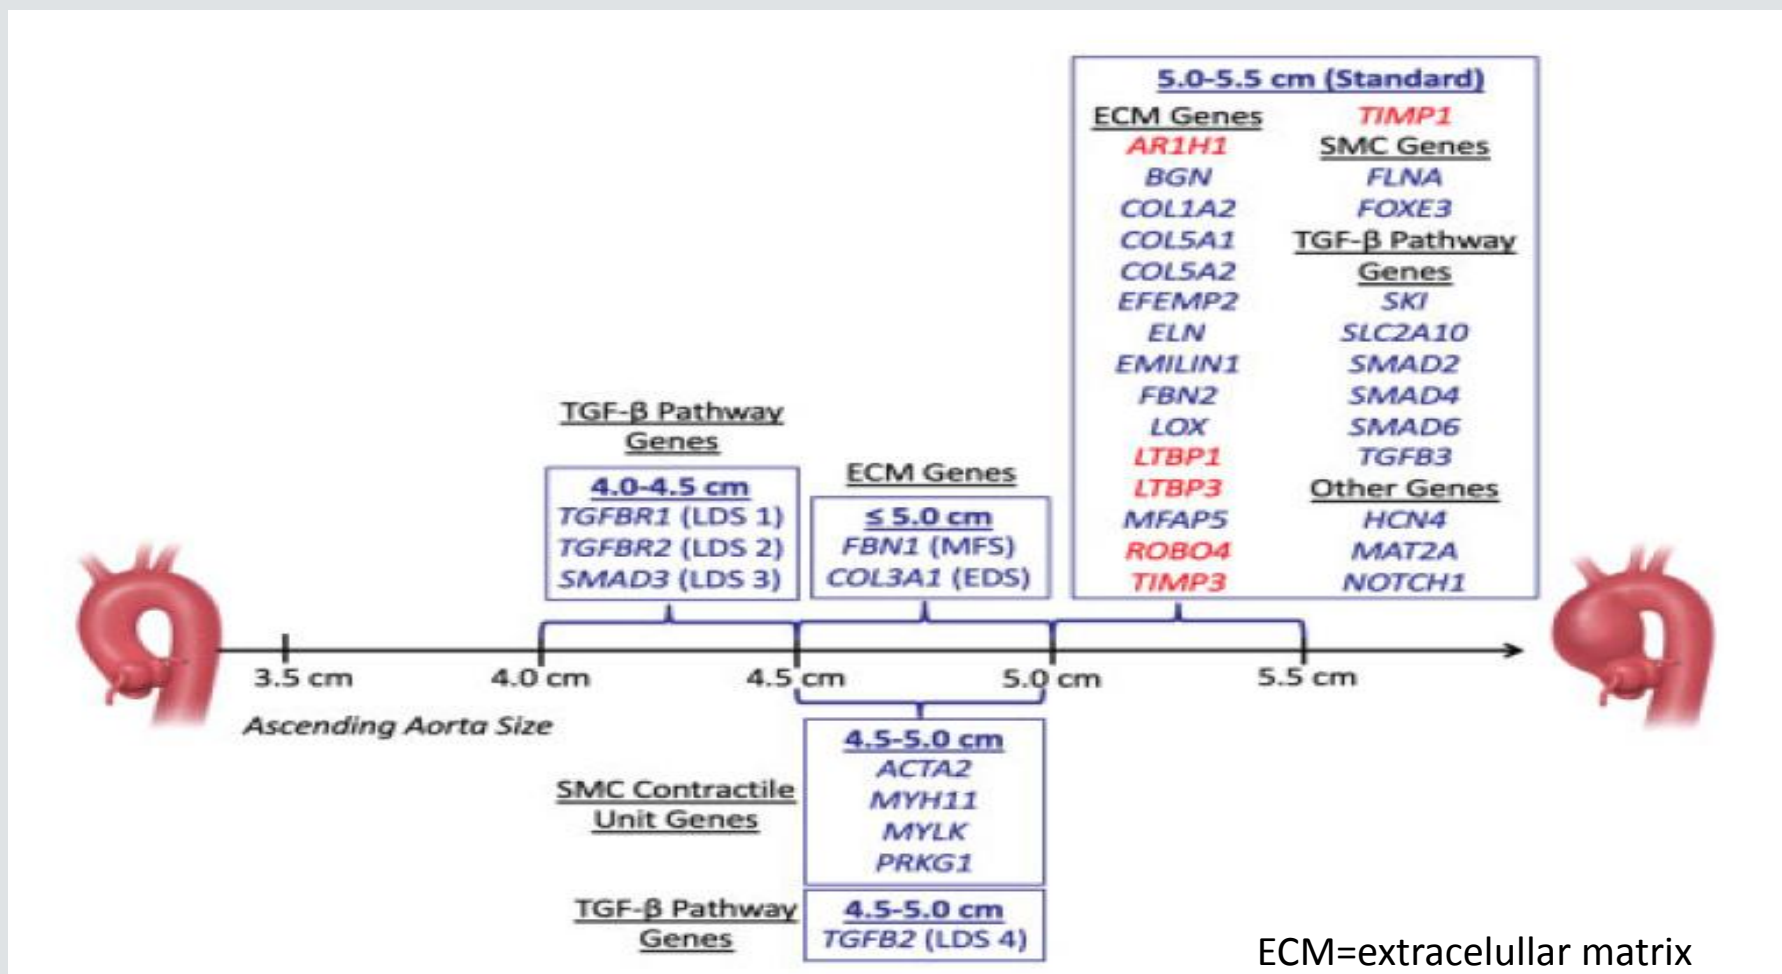 5.0-5.5 cm (Standard)
ECM Genes
AR1H1
BGN
COL1A2
COL5A1
COL5A2
EFEMP2
ELN
EMILIN1
FBN2
LOX
LTBP1
LTBP3
MFAP5
ROBO4
TIMP3
TIMP1
SMC Genes
FLNA
FOXE3
TGF-β Pathway
Genes
SKI
SLC2A10
SMAD2
SMAD4
SMAD6
TGFB3
Other Genes
HCN4
MAT2A
NOTCH1
TGF-β Pathway
Genes
4.0-4.5 cm
TGFBR1 (LDS 1)
TGFBR2 (LDS 2)
SMAD3 (LDS 3)
ECM Genes
≤ 5.0 cm
FBN1 (MFS)
COL3A1 (EDS)
3.5 cm
4.0 cm
4.5 cm
5.0 cm
5.5 cm
Ascending Aorta Size
SMC Contractile
Unit Genes
4.5-5.0 cm
ACTA2
MYH11
MYLK
PRKG1
TGF-β Pathway
Genes
4.5-5.0 cm
TGFB2 (LDS 4)
ECM=extracelullar matrix